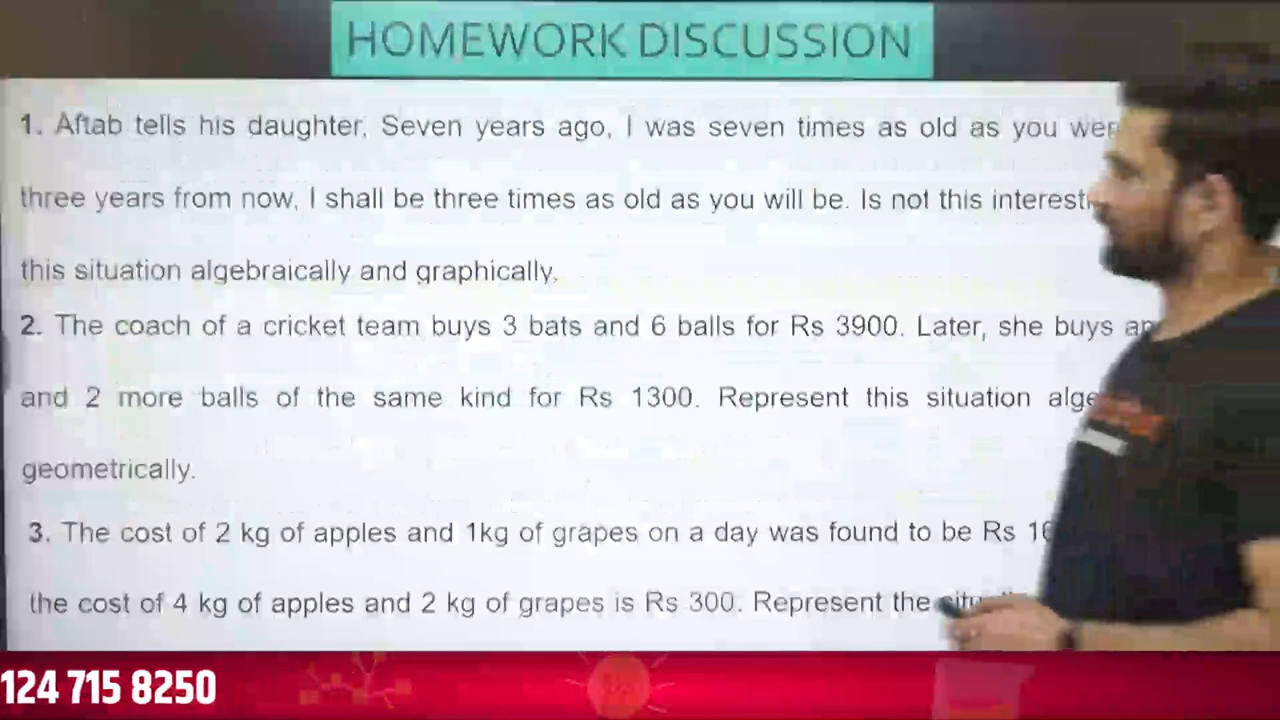 HOMEWORK DISCUSSION
1. Aftab tells his daughter, Seven years ago, I was seven times as old as you
three years from now, I shall be three times as old as you will be. Is not this
this situation algebraically and graphically.
2. The coach of a cricket team buys 3 bats and 6 balls for Rs 3900. Later, she buys
and 2 more balls of the same kind for Rs 1300. Represent this situation
geometrically.
3. The cost of 2 kg of apples and 1kg of grapes on a day was found to be Rs
the cost of 4 kg of apples and 2 kg of grapes is Rs 300. Represent the
124 715 8250